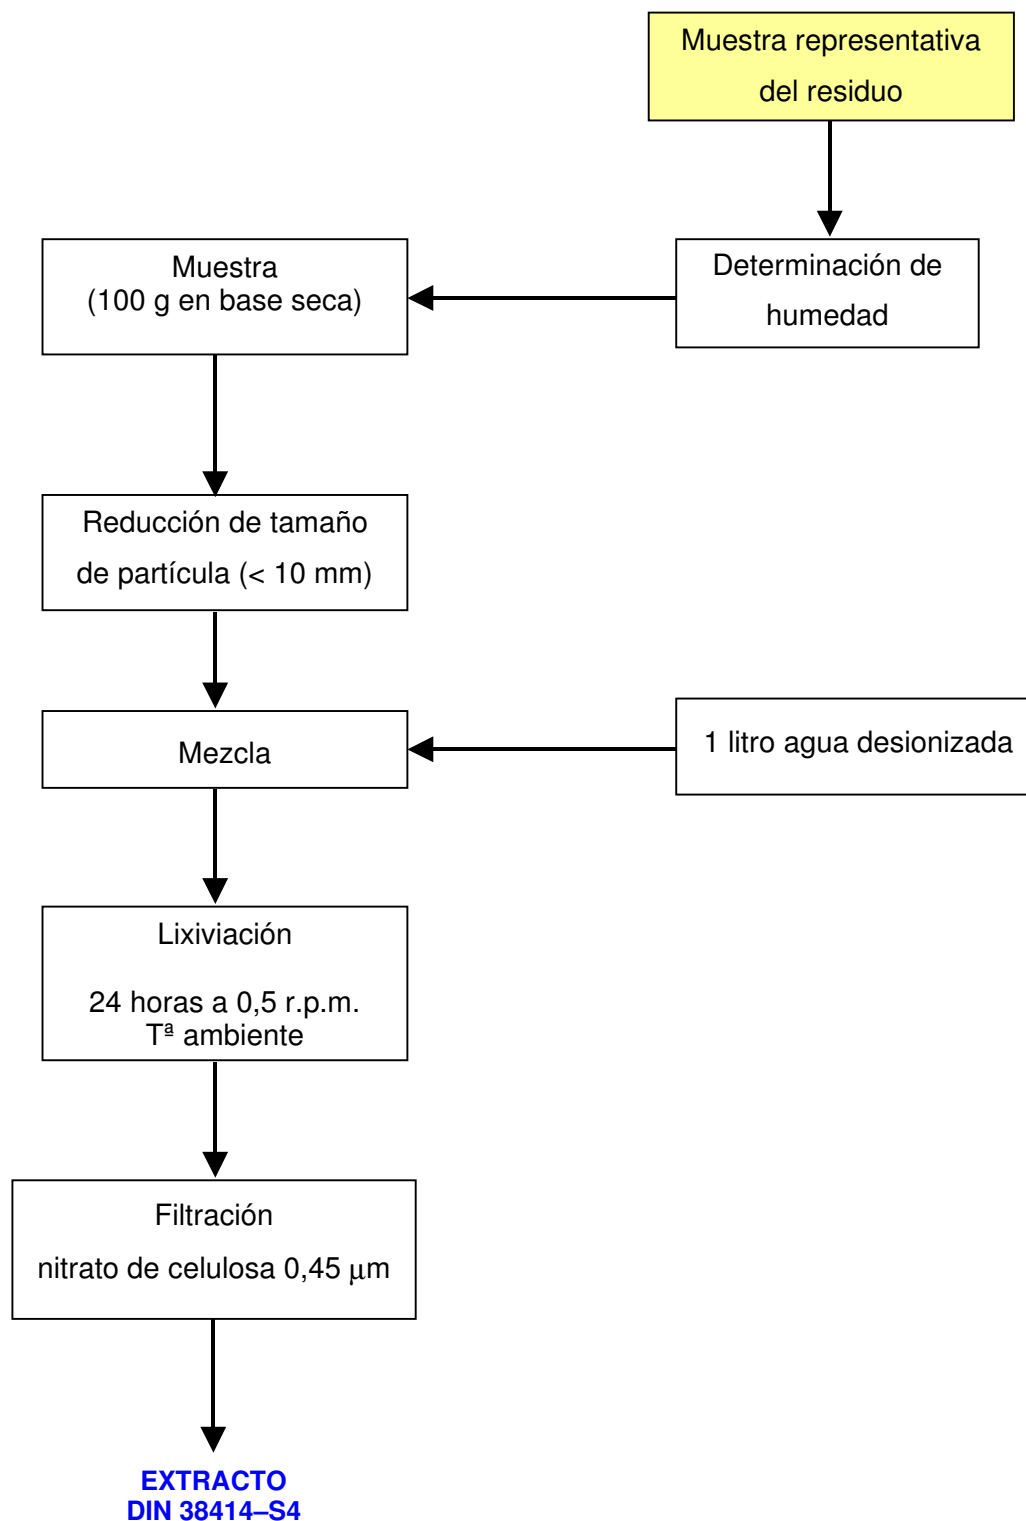 Muestra representativa
del residuo
Determinación de
humedad
Muestra
(100 g en base seca)
Reducción de tamaño
de partícula (< 10 mm)
Mezcla
1 litro agua desionizada
Lixiviación
24 horas a 0,5 r.p.m.
Tª ambiente
Filtración
nitrato de celulosa 0,45 μm
EXTRACTO
DIN 38414–S4